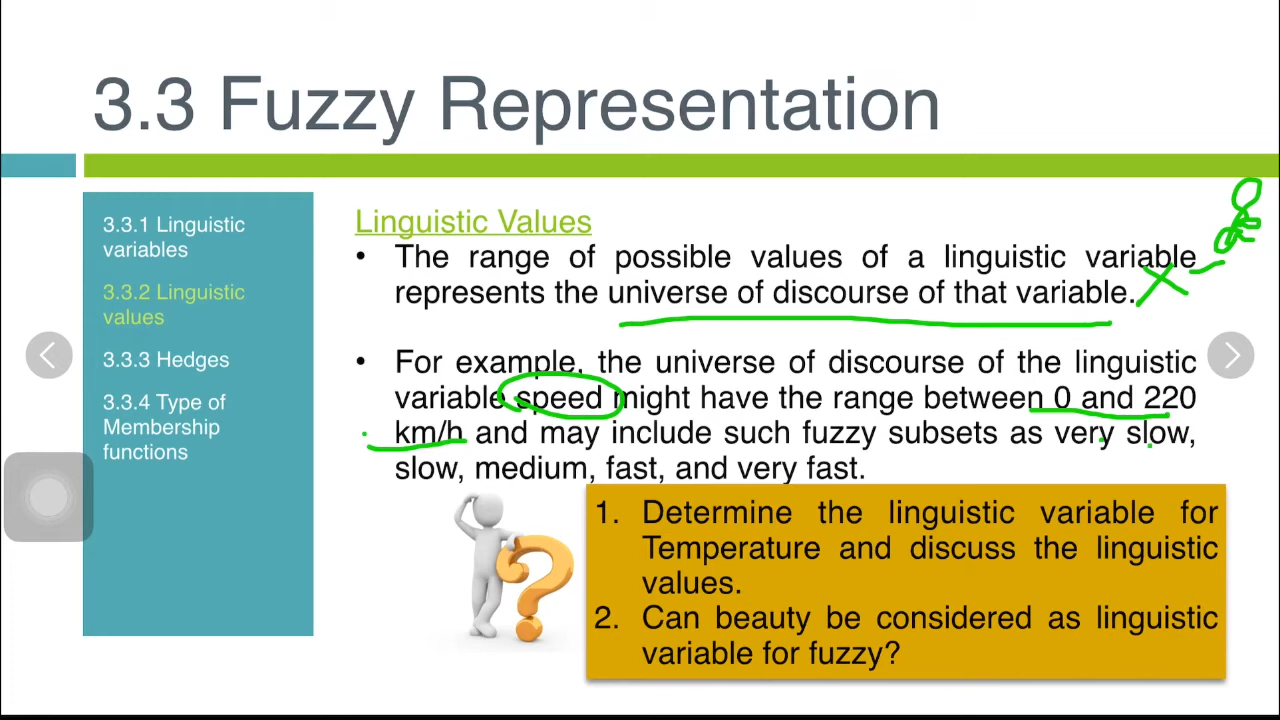 3.3 Fuzzy Representation
3.3.1 Linguistic
variables
3.3.2 Linguistic
values
3.3.3 Hedges
3.3.4 Type of
Membership
functions
Linguistic Values
• The range of possible values of a linguistic variable
represents the universe of discourse of that variable.
• For example, the universe of discourse of the linguistic
variable speed might have the range between 0 and 220
km/h and may include such fuzzy subsets as very slow,
slow, medium, fast, and very fast.
1. Determine the linguistic variable for
Temperature and discuss the linguistic
values.
2. Can beauty be considered as linguistic
variable for fuzzy?